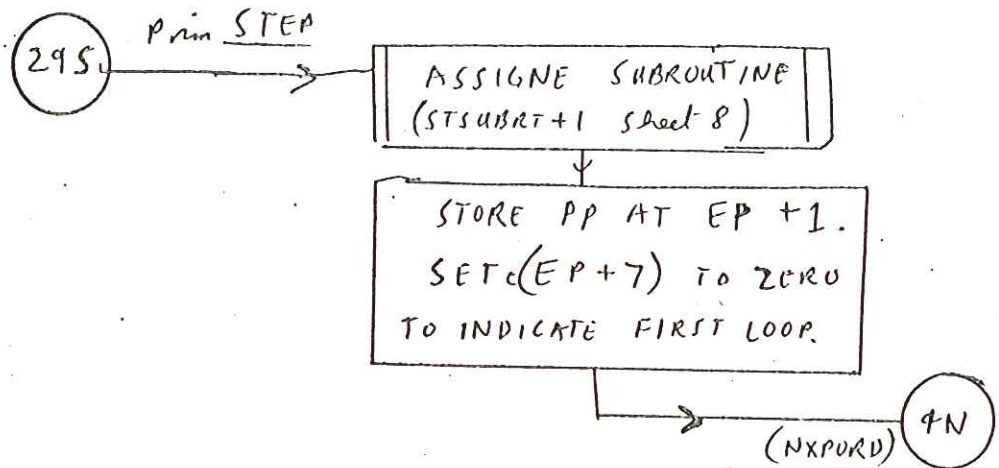 29S
Prim STEP
ASSIGNE SUBROUTINE
(STSUBRT+1 Sheet 8)
STORE PP AT EP +1.
SET c(EP+7) TO ZERO
TO INDICATE FIRST LOOP.
4N
(NXPORD)